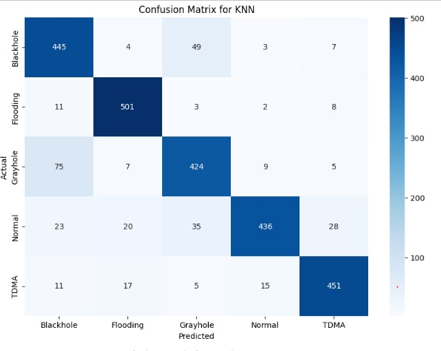 Confusion Matrix for KNN
Blackhole 445 4 49 3 7
Flooding 11 501 3 2 8
Grayhole 75 7 424 9 5
Normal 23 20 35 436 28
TDMA 11 17 5 15 451
Actual
Blackhole Flooding Grayhole Normal TDMA
Predicted
500
400
300
200
100